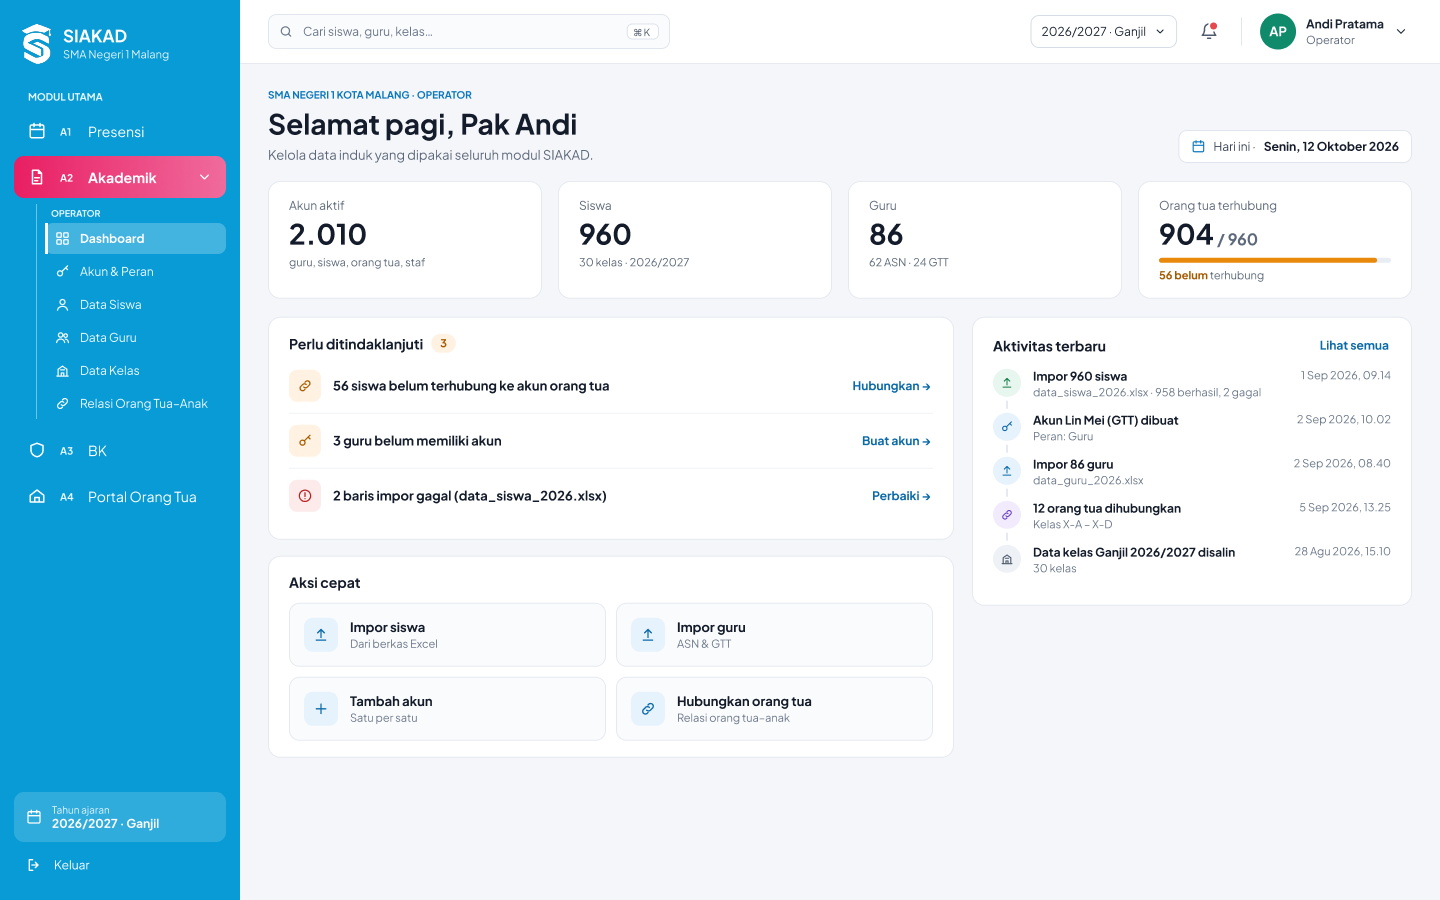 SIAKAD
SMA Negeri 1 Malang
MODUL UTAMA
A1 Presensi
A2 Akademik
OPERATOR
Dashboard
Akun & Peran
Data Siswa
Data Guru
Data Kelas
Relasi Orang Tua–Anak
A3 BK
A4 Portal Orang Tua
Tahun ajaran
2026/2027 · Ganjil
Keluar
Cari siswa, guru, kelas...
⌘K
2026/2027 · Ganjil
AP
Andi Pratama
Operator
SMA NEGERI 1 KOTA MALANG · OPERATOR
Selamat pagi, Pak Andi
Kelola data induk yang dipakai seluruh modul SIAKAD.
Hari ini · Senin, 12 Oktober 2026
Akun aktif
2.010
guru, siswa, orang tua, staf
Siswa
960
30 kelas · 2026/2027
Guru
86
62 ASN · 24 GTT
Orang tua terhubung
904 / 960
56 belum terhubung
Perlu ditindaklanjuti 3
56 siswa belum terhubung ke akun orang tua
Hubungkan →
3 guru belum memiliki akun
Buat akun →
2 baris impor gagal (data_siswa_2026.xlsx)
Perbaiki →
Aksi cepat
Impor siswa
Dari berkas Excel
Impor guru
ASN & GTT
Tambah akun
Satu per satu
Hubungkan orang tua
Relasi orang tua–anak
Aktivitas terbaru
Lihat semua
Impor 960 siswa
1 Sep 2026, 09.14
data_siswa_2026.xlsx · 958 berhasil, 2 gagal
Akun Lin Mei (GTT) dibuat
2 Sep 2026, 10.02
Peran: Guru
Impor 86 guru
2 Sep 2026, 08.40
data_guru_2026.xlsx
12 orang tua dihubungkan
5 Sep 2026, 13.25
Kelas X-A – X-D
Data kelas Ganjil 2026/2027 disalin
28 Agu 2026, 15.10
30 kelas